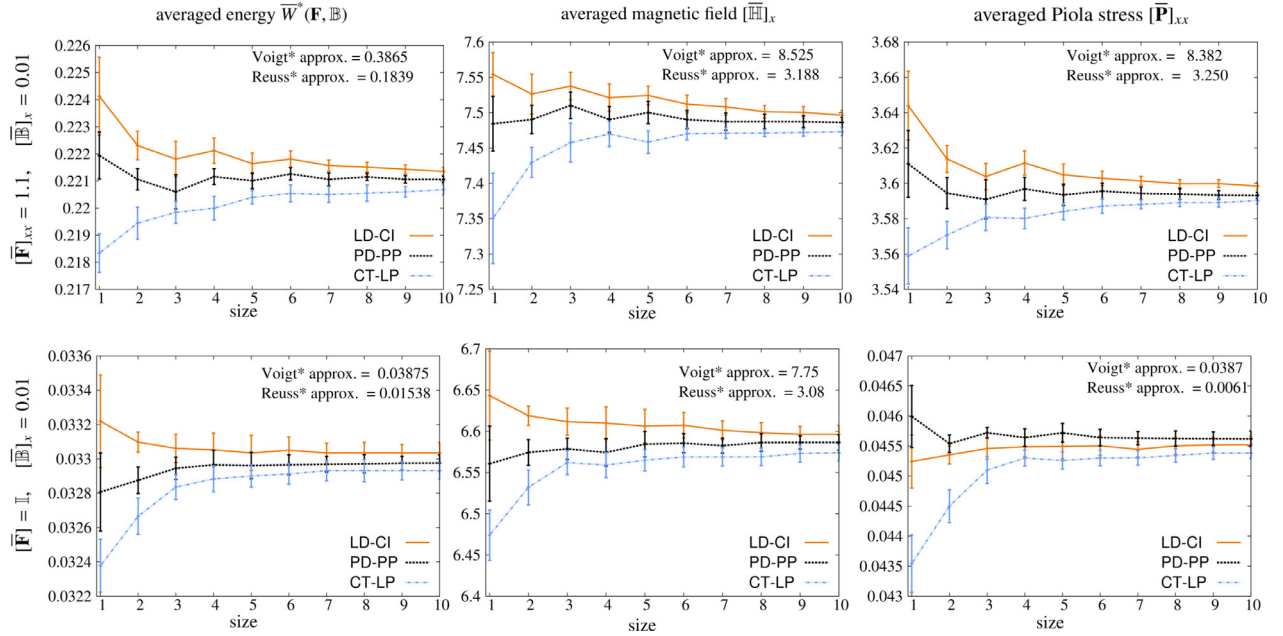 averaged energy W̅*(F, 𝔹)
averaged magnetic field [ℍ̅]x
averaged Piola stress [P̅]xx
[F̅]xx = 1.1, [𝔹̅]x = 0.01
0.226
0.225
0.224
0.223
0.222
0.221
0.22
0.219
0.218
0.217
Voigt* approx. = 0.3865
Reuss* approx. = 0.1839
LD-CI
PD-PP
CT-LP
1 2 3 4 5 6 7 8 9 10
size
7.6
7.55
7.5
7.45
7.4
7.35
7.3
7.25
Voigt* approx. = 8.525
Reuss* approx. = 3.188
LD-CI
PD-PP
CT-LP
1 2 3 4 5 6 7 8 9 10
size
3.68
3.66
3.64
3.62
3.6
3.58
3.56
3.54
Voigt* approx. = 8.382
Reuss* approx. = 3.250
LD-CI
PD-PP
CT-LP
1 2 3 4 5 6 7 8 9 10
size
[F̅] = 𝕀, [𝔹̅]x = 0.01
0.0336
0.0334
0.0332
0.033
0.0328
0.0326
0.0324
0.0322
Voigt* approx. = 0.03875
Reuss* approx. = 0.01538
LD-CI
PD-PP
CT-LP
1 2 3 4 5 6 7 8 9 10
size
6.7
6.65
6.6
6.55
6.5
6.45
6.4
Voigt* approx. = 7.75
Reuss* approx. = 3.08
LD-CI
PD-PP
CT-LP
1 2 3 4 5 6 7 8 9 10
size
0.047
0.0465
0.046
0.0455
0.045
0.0445
0.044
0.0435
0.043
Voigt* approx. = 0.0387
Reuss* approx. = 0.0061
LD-CI
PD-PP
CT-LP
1 2 3 4 5 6 7 8 9 10
size